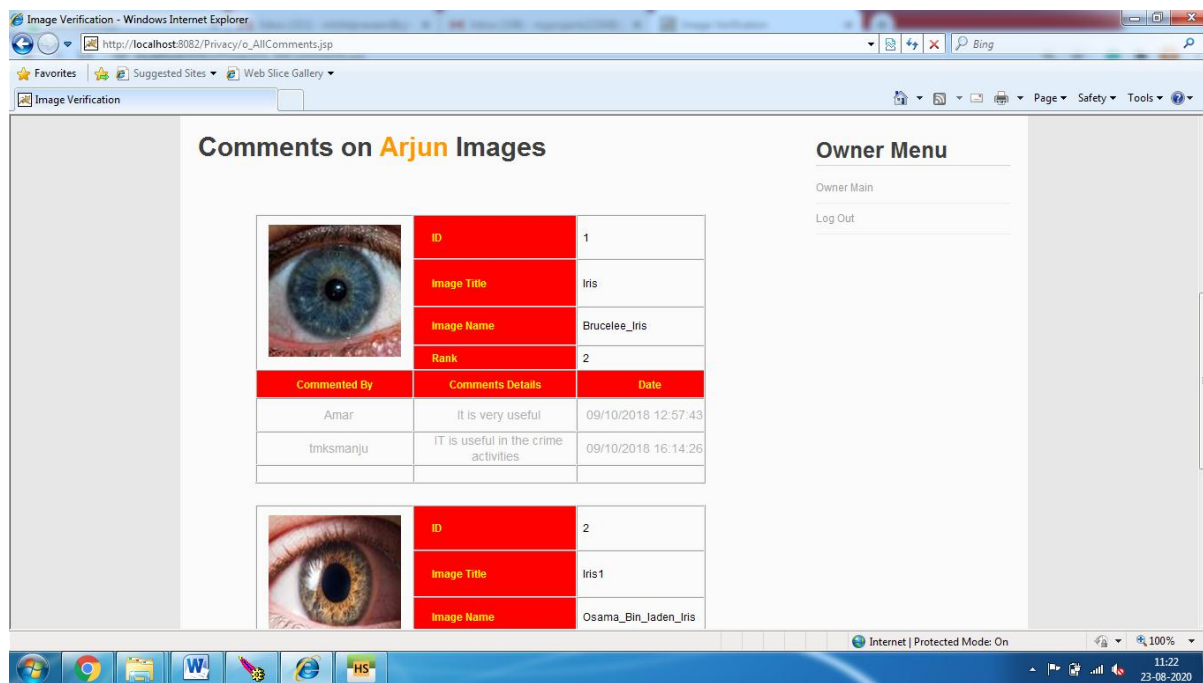 Image Verification - Windows Internet Explorer
http://localhost:8082/Privacy/o_AllComments.jsp
Bing
Favorites
Suggested Sites
Web Slice Gallery
Image Verification
Page
Safety
Tools
Comments on Arjun Images
Owner Menu
Owner Main
Log Out
ID
1
Image Title
Iris
Image Name
Brucelee_Iris
Rank
2
Commented By
Comments Details
Date
Amar
It is very useful
09/10/2018 12:57:43
tmksmanju
IT is useful in the crime
activities
09/10/2018 16:14:26
ID
2
Image Title
Iris1
Image Name
Osama_Bin_laden_Iris
Internet | Protected Mode: On
100%
W
HS
11:22
23-08-2020